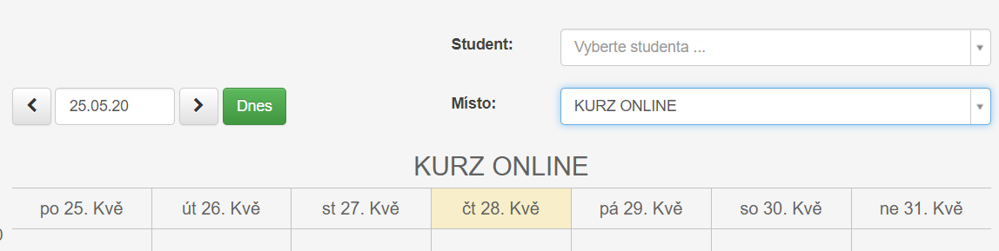 Student: Vyberte studenta ...
25.05.20 Dnes Místo: KURZ ONLINE
KURZ ONLINE
po 25. Kvě út 26. Kvě st 27. Kvě čt 28. Kvě pá 29. Kvě so 30. Kvě ne 31. Kvě